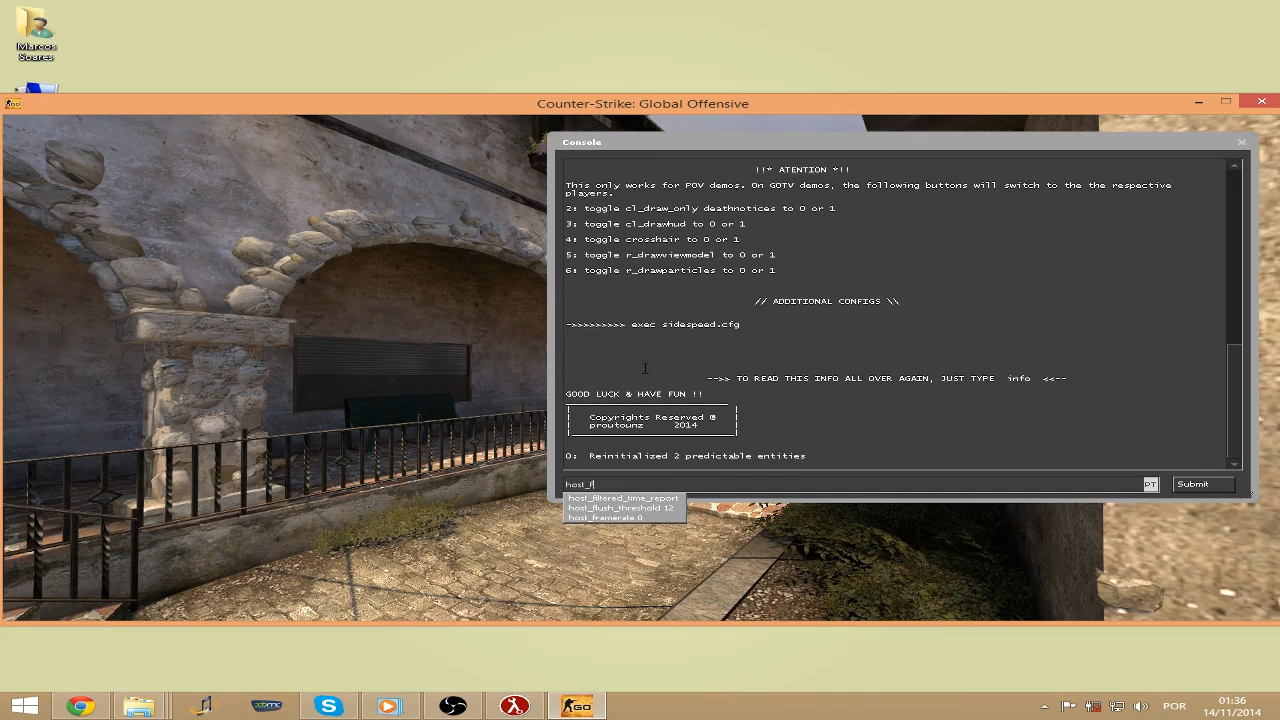 Marcos
Soares
Counter-Strike: Global Offensive
Console
!!* ATENTION *!!
This only works for POV demos. On GOTV demos, the following buttons will switch to the the respective
players.
2: toggle cl_draw_only_deathnotices to 0 or 1
3: toggle cl_drawhud to 0 or 1
4: toggle crosshair to 0 or 1
5: toggle r_drawviewmodel to 0 or 1
6: toggle r_drawparticles to 0 or 1
// ADDITIONAL CONFIGS \\
->>>>>>>>> exec sidespeed.cfg
-->> TO READ THIS INFO ALL OVER AGAIN, JUST TYPE info <<--
GOOD LUCK & HAVE FUN !!
Copyrights Reserved @
proutounz 2014
0: Reinitialized 2 predictable entities
host_f
PT
Submit
host_filtered_time_report
host_flush_threshold 12
host_framerate 0
xbmc
GO
POR
01:36
14/11/2014